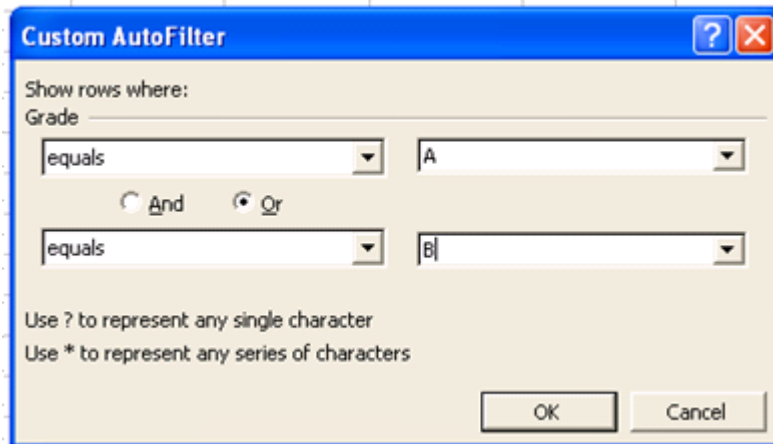 Custom AutoFilter
?
Show rows where:
Grade
equals A
And Or
equals B
Use ? to represent any single character
Use * to represent any series of characters
OK Cancel